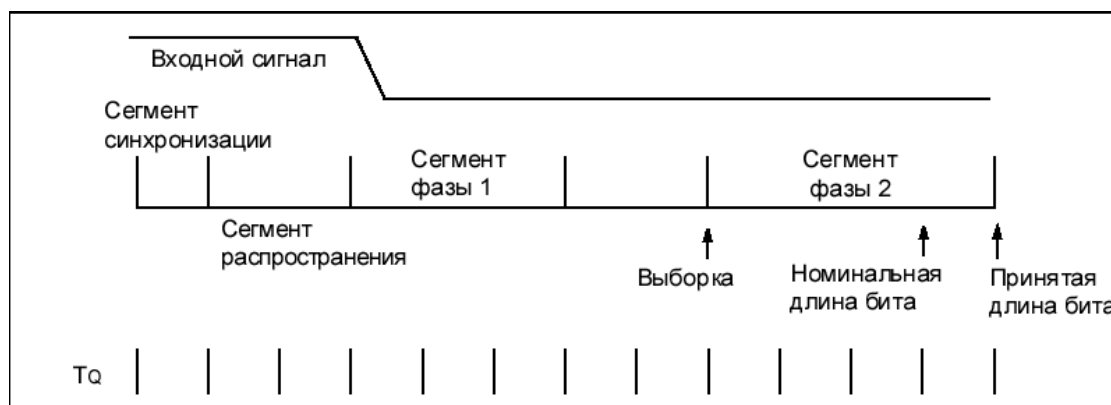 Входной сигнал
Сегмент
синхронизации
Сегмент
фазы 1
Сегмент
фазы 2
Сегмент
распространения
Выборка
Номинальная
длина бита
Принятая
длина бита
TQ